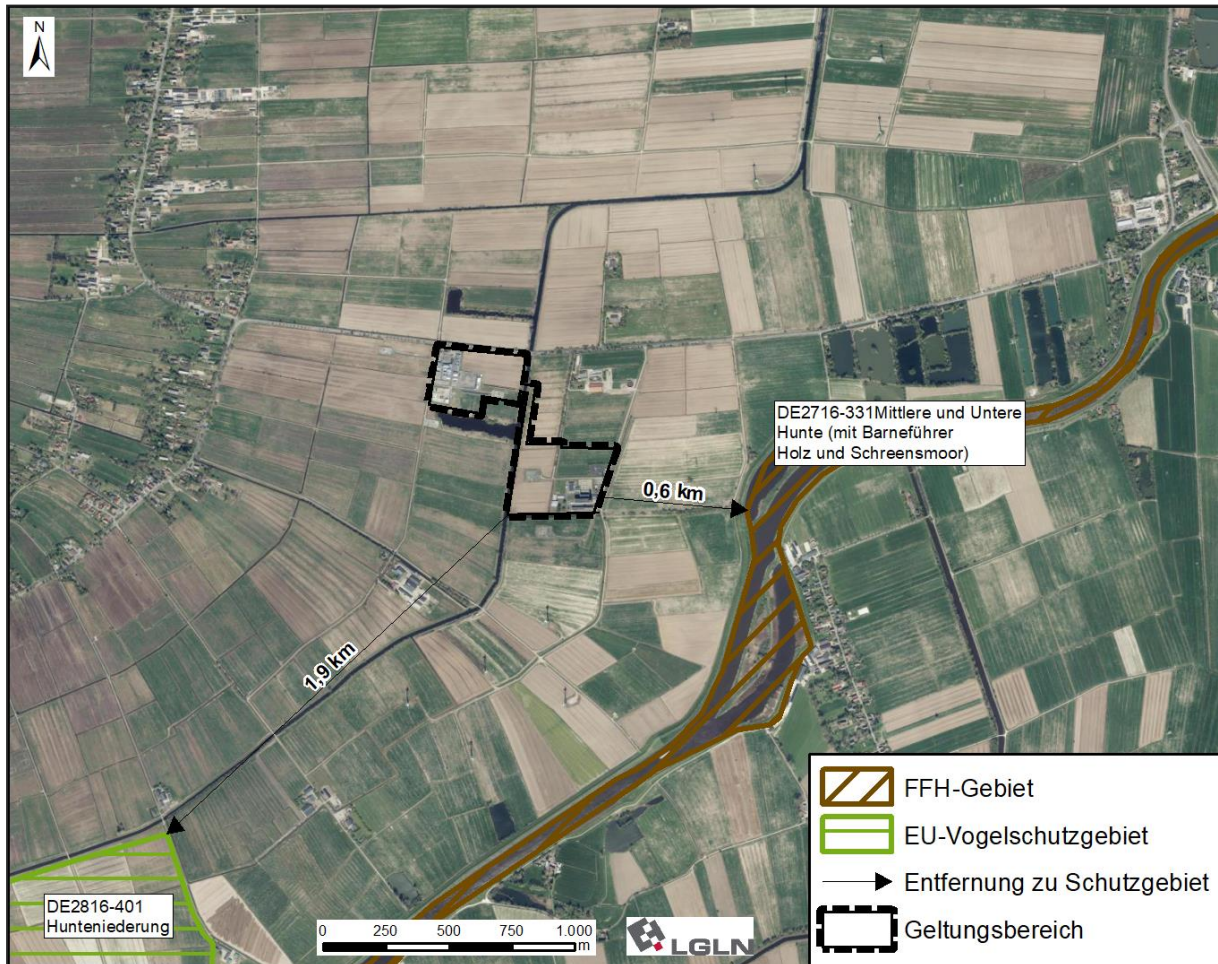 N
DE2716-331Mittlere und Untere
Hunte (mit Barneführer
Holz und Schreensmoor)
0,6 km
1,9 km
DE2816-401
Hunteniederung
0 250 500 750 1.000
m
LGLN
FFH-Gebiet
EU-Vogelschutzgebiet
Entfernung zu Schutzgebiet
Geltungsbereich